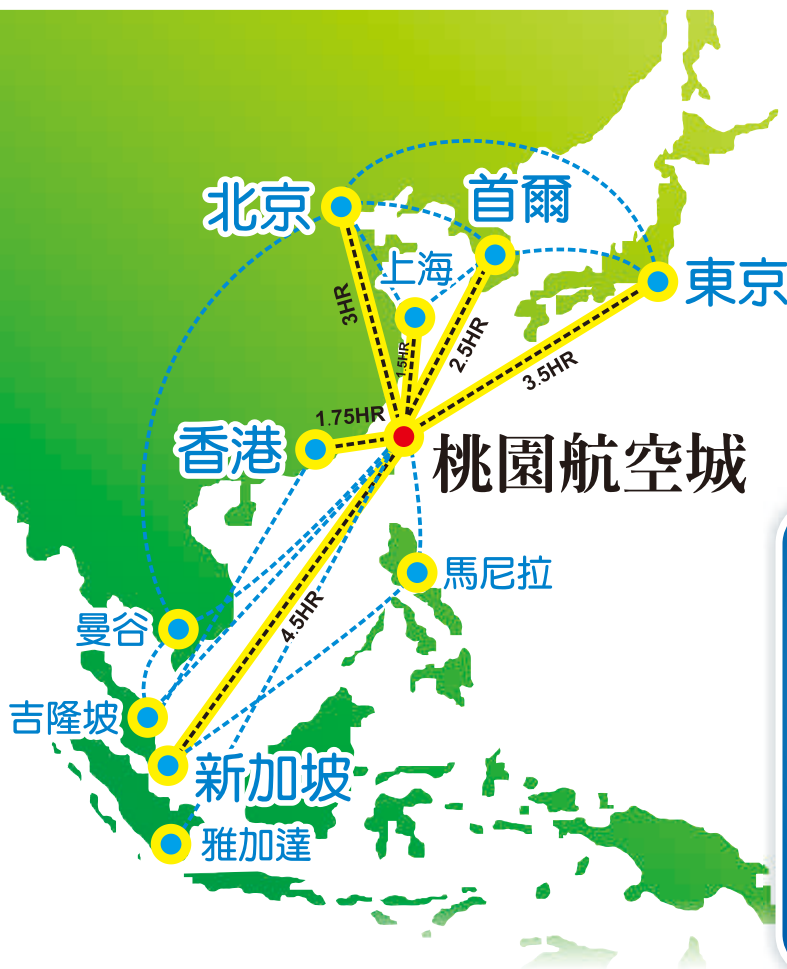 北京
首爾
上海
東京
3HR
1.5HR
2.5HR
3.5HR
1.75HR
香港
桃園航空城
馬尼拉
4.5HR
曼谷
吉隆坡
新加坡
雅加達